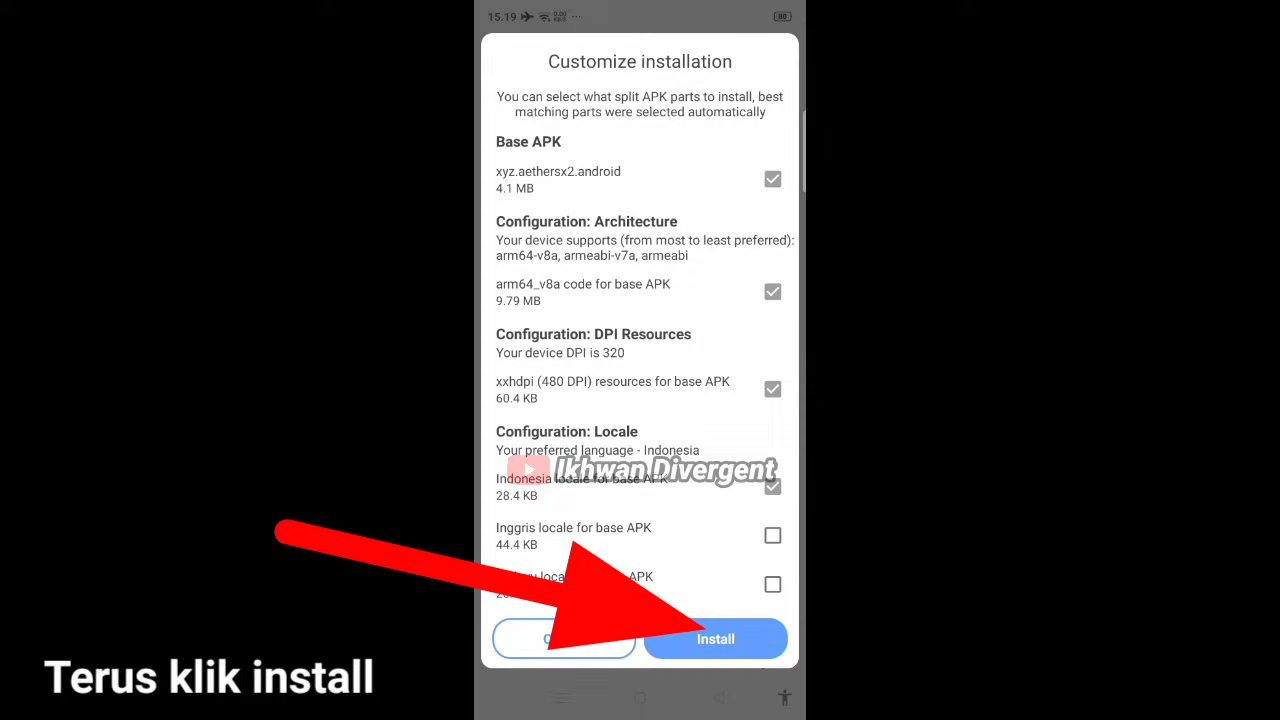 15.19
Customize installation
You can select what split APK parts to install, best
matching parts were selected automatically
Base APK
xyz.aethersx2.android
4.1 MB
Configuration: Architecture
Your device supports (from most to least preferred):
arm64-v8a, armeabi-v7a, armeabi
arm64_v8a code for base APK
9.79 MB
Configuration: DPI Resources
Your device DPI is 320
xxhdpi (480 DPI) resources for base APK
60.4 KB
Configuration: Locale
Your preferred language - Indonesia
Ikhwan Divergent
Indonesia locale for base APK
28.4 KB
Inggris locale for base APK
44.4 KB
APK
Install
Terus klik install